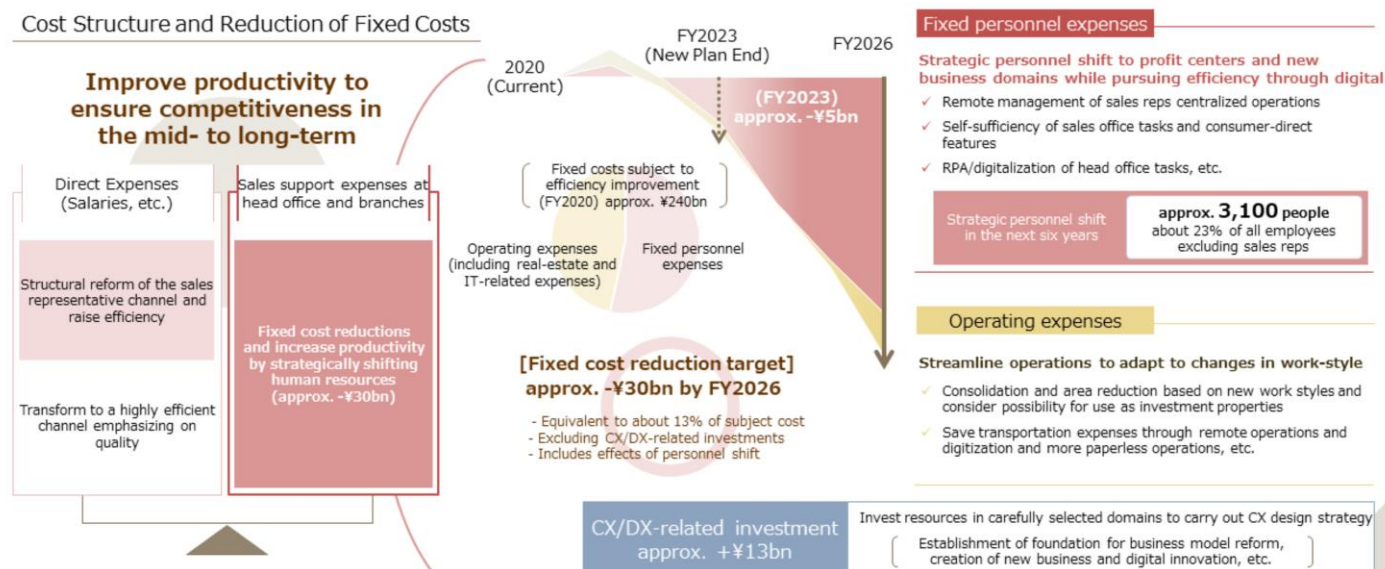 Cost Structure and Reduction of Fixed Costs
Improve productivity to
ensure competitiveness in
the mid- to long-term
Direct Expenses
(Salaries, etc.)
Structural reform of the sales
representative channel and
raise efficiency
Transform to a highly efficient
channel emphasizing on
quality
Sales support expenses at
head office and branches
Fixed cost reductions
and increase productivity
by strategically shifting
human resources
(approx. -¥30bn)
2020
(Current)
FY2023
(New Plan End)
FY2026
(FY2023)
approx. -¥5bn
Fixed costs subject to
efficiency improvement
(FY2020) approx. ¥240bn
Operating expenses
(including real-estate and
IT-related expenses)
Fixed personnel
expenses
[Fixed cost reduction target]
approx. -¥30bn by FY2026
- Equivalent to about 13% of subject cost
- Excluding CX/DX-related investments
- Includes effects of personnel shift
Fixed personnel expenses
Strategic personnel shift to profit centers and new
business domains while pursuing efficiency through digital
✓ Remote management of sales reps centralized operations
✓ Self-sufficiency of sales office tasks and consumer-direct
features
✓ RPA/digitalization of head office tasks, etc.
Strategic personnel shift
in the next six years
approx. 3,100 people
about 23% of all employees
excluding sales reps
Operating expenses
Streamline operations to adapt to changes in work-style
✓ Consolidation and area reduction based on new work styles and
consider possibility for use as investment properties
✓ Save transportation expenses through remote operations and
digitization and more paperless operations, etc.
CX/DX-related investment
approx. +¥13bn
Invest resources in carefully selected domains to carry out CX design strategy
Establishment of foundation for business model reform,
creation of new business and digital innovation, etc.